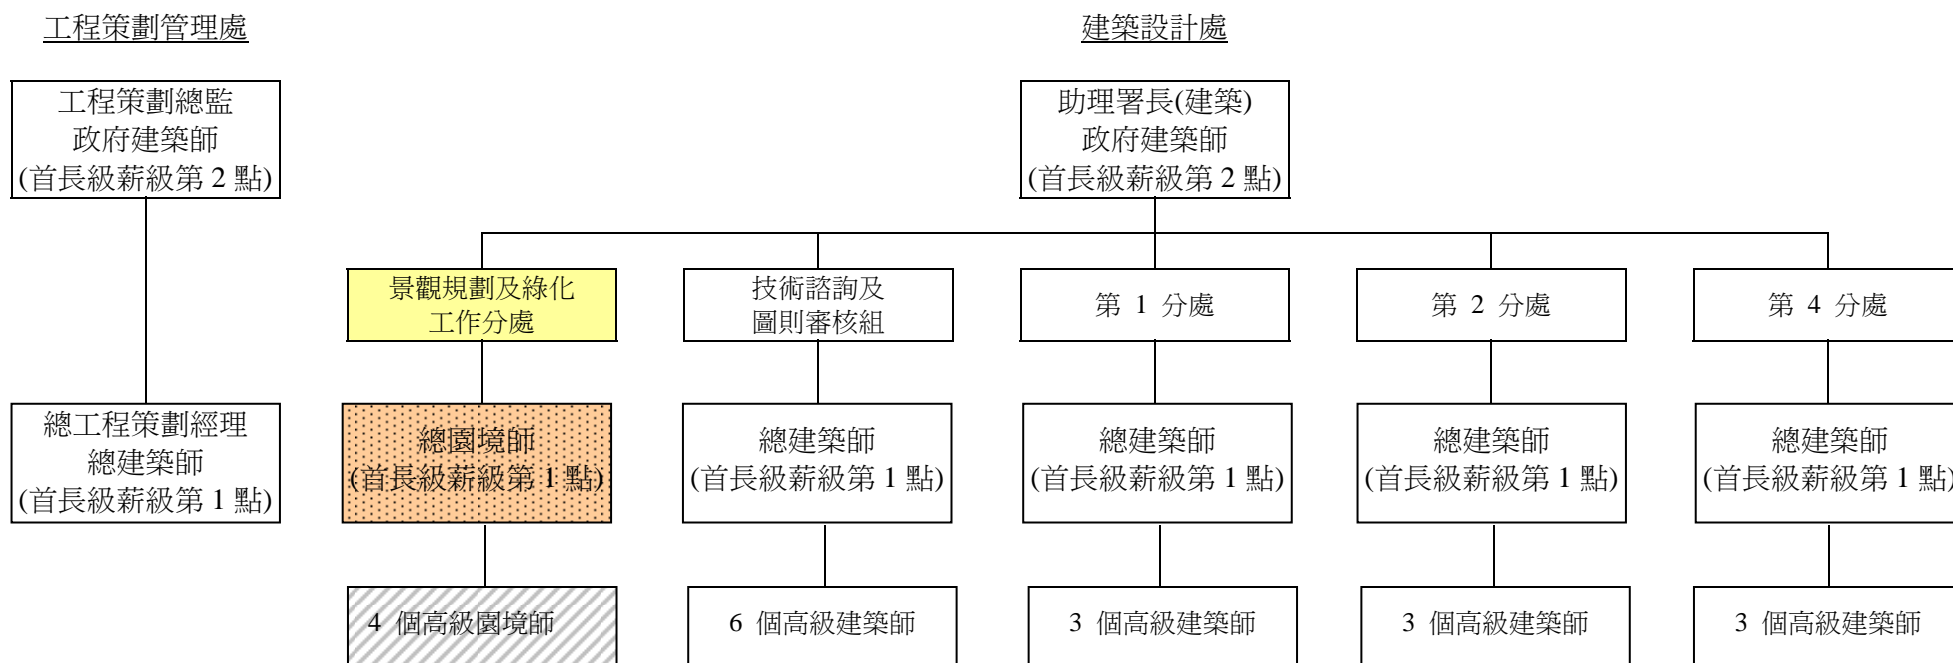 工程策劃管理處
建築設計處
工程策劃總監
政府建築師
(首長級薪級第 2 點)
助理署長(建築)
政府建築師
(首長級薪級第 2 點)
景觀規劃及綠化
工作分處
技術諮詢及
圖則審核組
第 1 分處
第 2 分處
第 4 分處
總工程策劃經理
總建築師
(首長級薪級第 1 點)
總園境師
(首長級薪級第 1 點)
總建築師
(首長級薪級第 1 點)
總建築師
(首長級薪級第 1 點)
總建築師
(首長級薪級第 1 點)
總建築師
(首長級薪級第 1 點)
4 個高級園境師
6 個高級建築師
3 個高級建築師
3 個高級建築師
3 個高級建築師